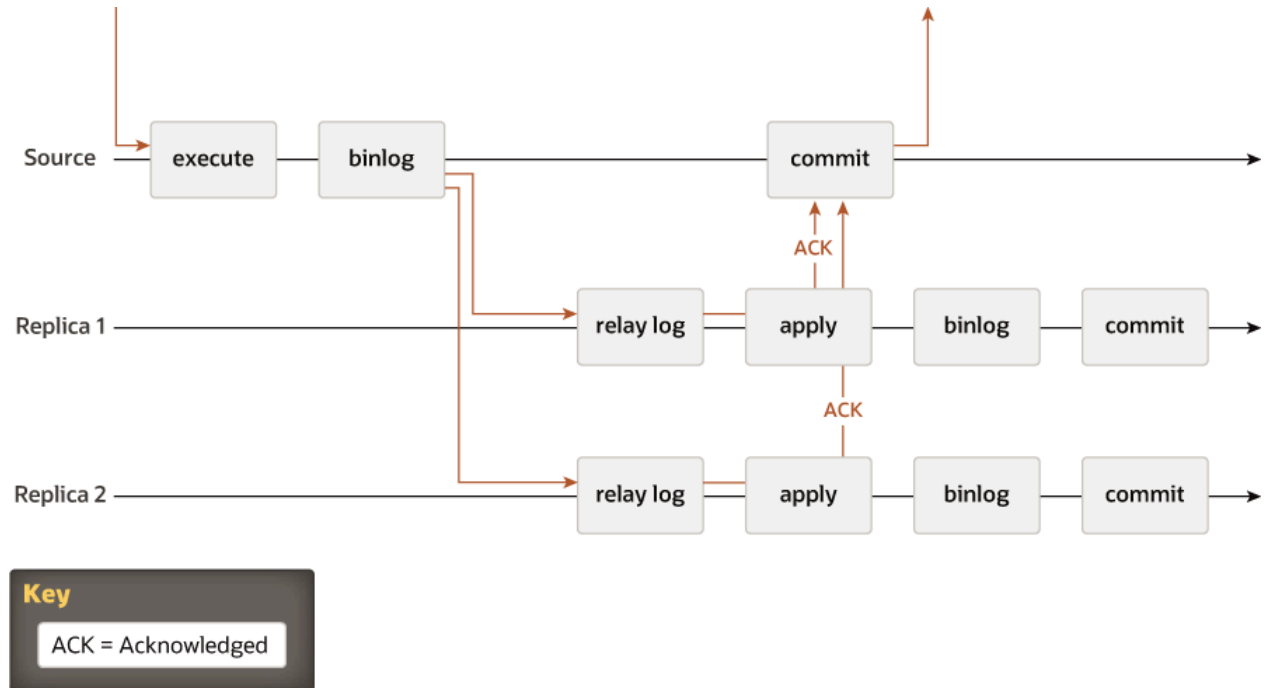 Source
execute
binlog
commit
ACK
Replica 1
relay log
apply
binlog
commit
ACK
Replica 2
relay log
apply
binlog
commit
Key
ACK = Acknowledged